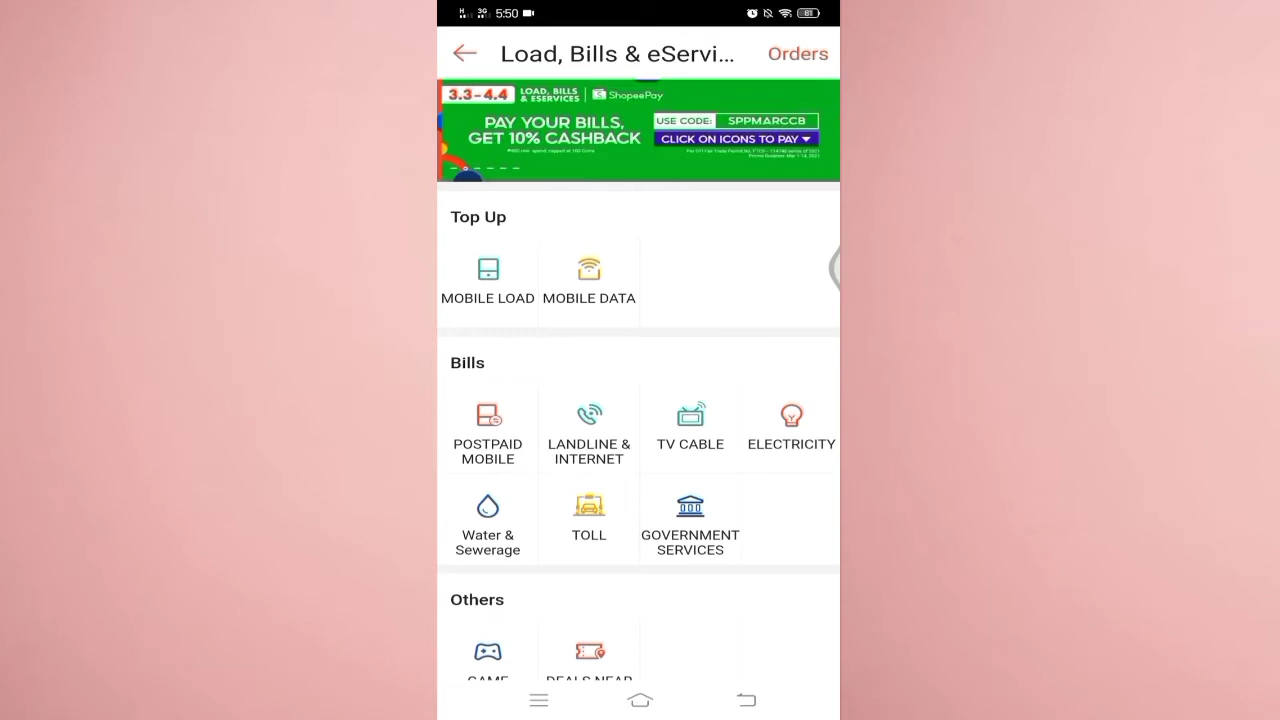 H 3G 5:50 81
Load, Bills & eServi... Orders
3.3-4.4 LOAD, BILLS & ESERVICES ShopeePay
PAY YOUR BILLS,
GET 10% CASHBACK
USE CODE: SPPMARCCB
CLICK ON ICONS TO PAY
Top Up
MOBILE LOAD MOBILE DATA
Bills
POSTPAID MOBILE
LANDLINE & INTERNET
TV CABLE
ELECTRICITY
Water & Sewerage
TOLL
GOVERNMENT SERVICES
Others
GAME
DEALS NEAR